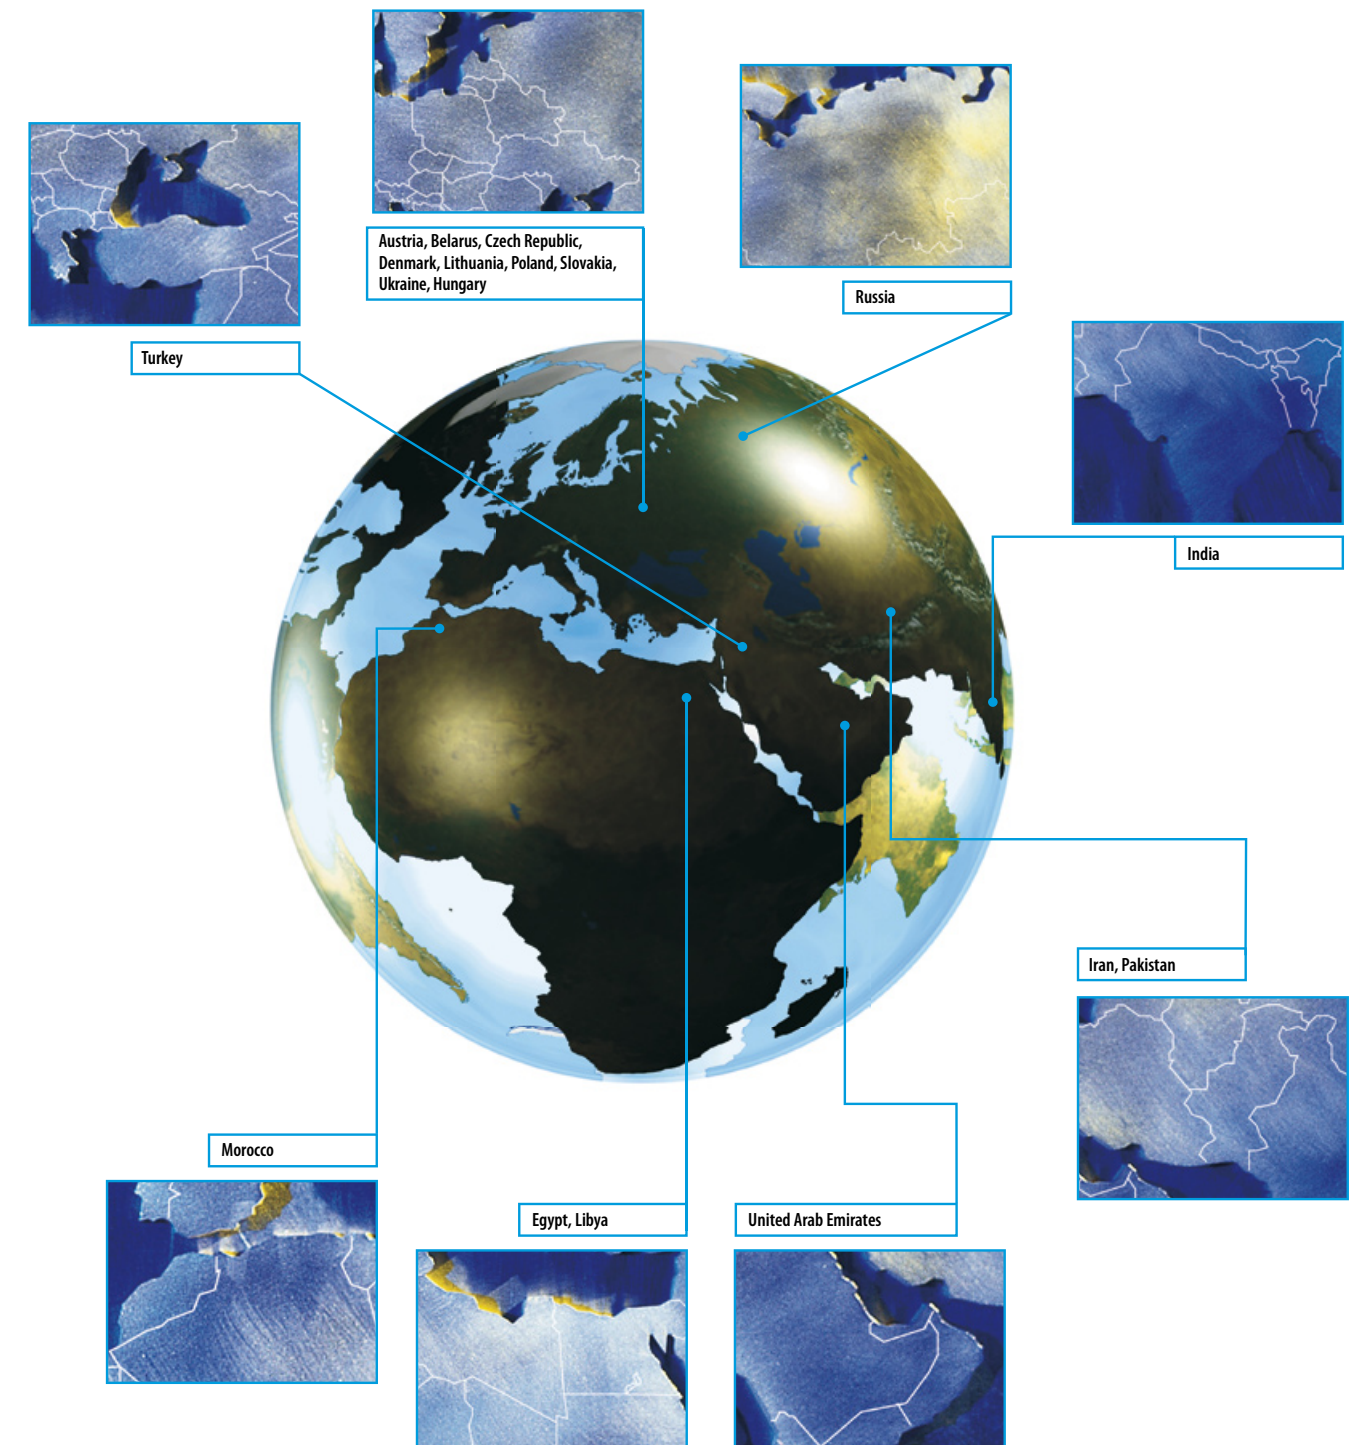 Austria, Belarus, Czech Republic,
Denmark, Lithuania, Poland, Slovakia,
Ukraine, Hungary
Russia
Turkey
India
Iran, Pakistan
Morocco
Egypt, Libya
United Arab Emirates